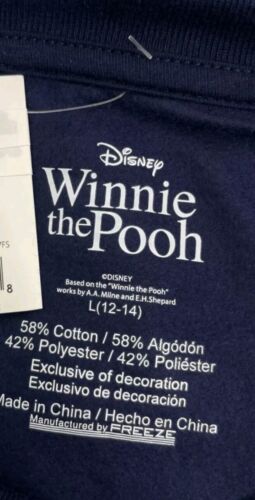 Disney
Winnie
the Pooh
©DISNEY
Based on the "Winnie the Pooh"
works by A.A. Milne and E.H.Shepard
L(12-14)
58% Cotton / 58% Algódón
42% Polyester / 42% Poliéster
Exclusive of decoration
Exclusivo de decoración
Made in China / Hecho en China
Manufactured by FREEZE
8